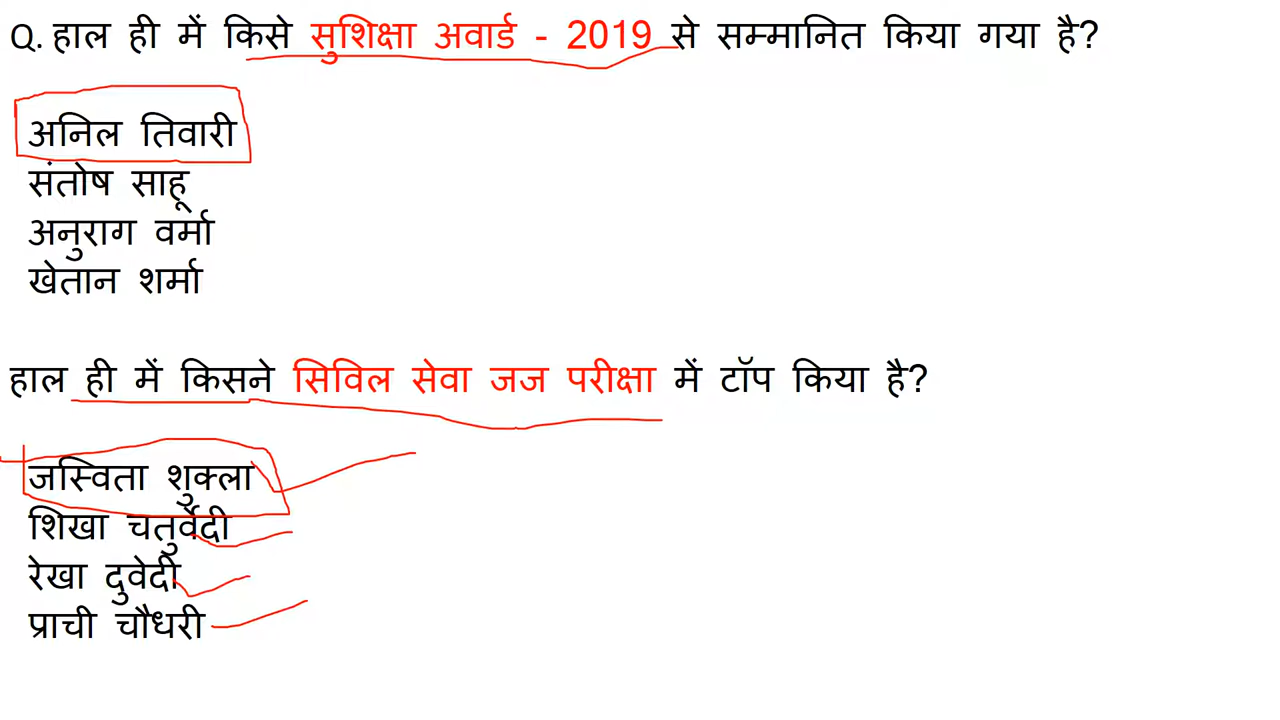 Q. हाल ही में किसे सुशिक्षा अवार्ड - 2019 से सम्मानित किया गया है?
अनिल तिवारी
संतोष साहू
अनुराग वर्मा
खेतान शर्मा
हाल ही में किसने सिविल सेवा जज परीक्षा में टॉप किया है?
जस्विता शुक्ला
शिखा चतुर्वेदी
रेखा दुवेदी
प्राची चौधरी